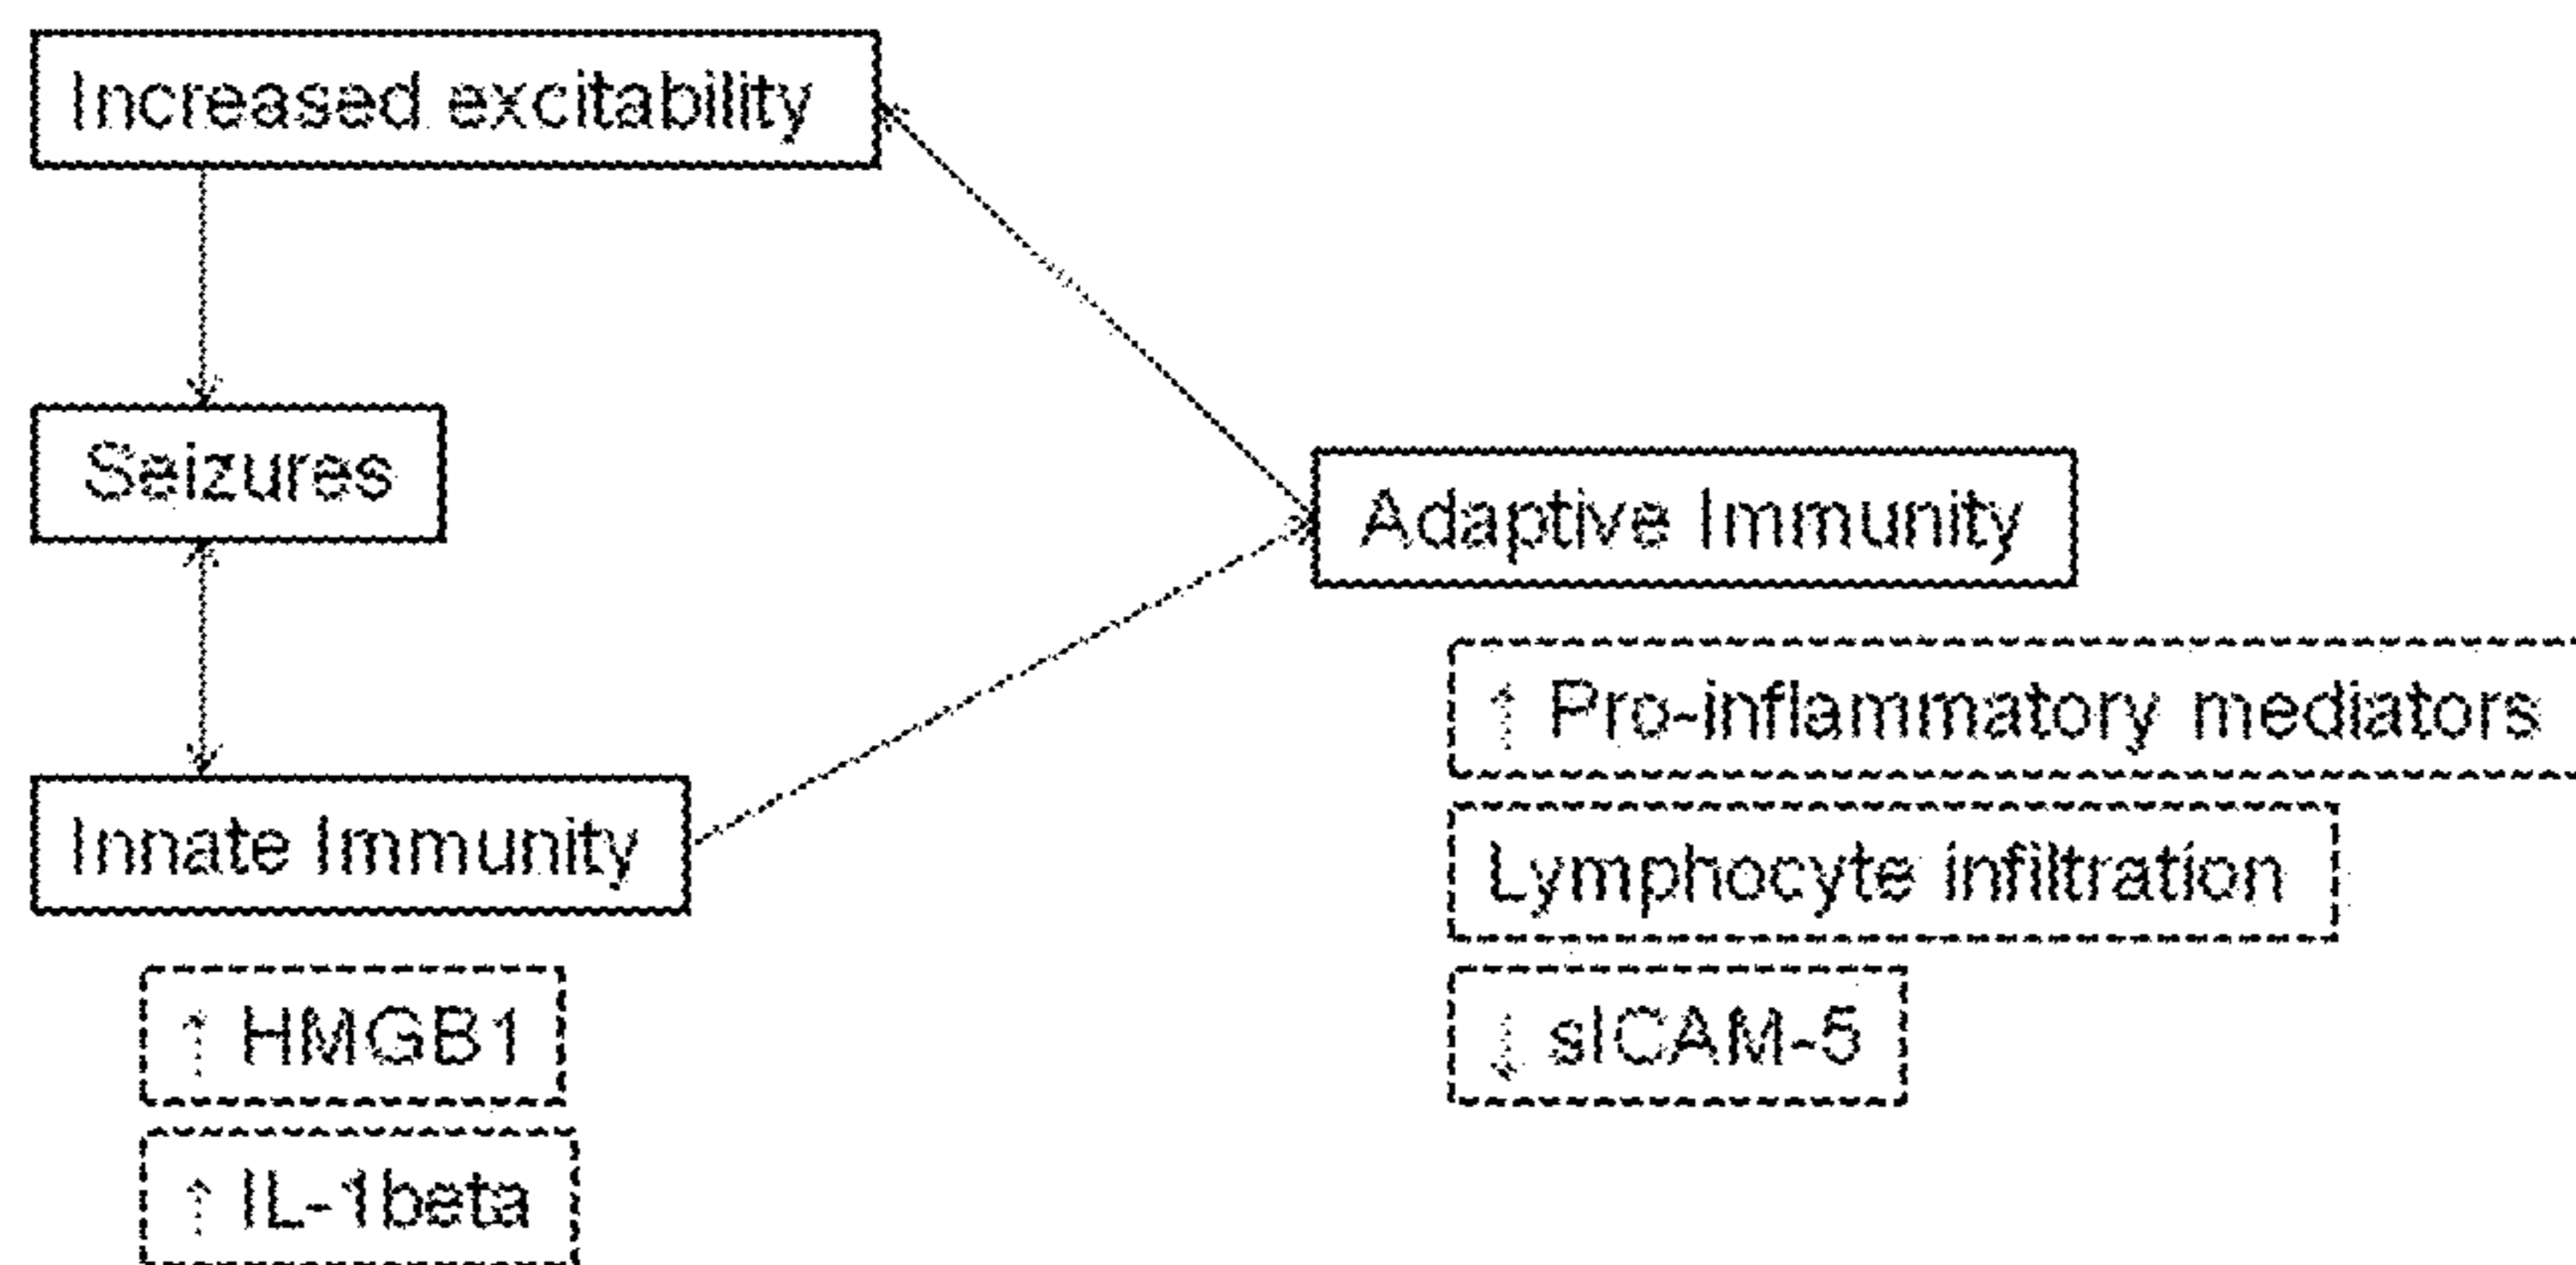 Increased excitability
Seizures
Adaptive Immunity
↑ Pro-inflammatory mediators
Innate Immunity
Lymphocyte infiltration
↑ HMGB1
↓ sICAM-5
↑ IL-1beta